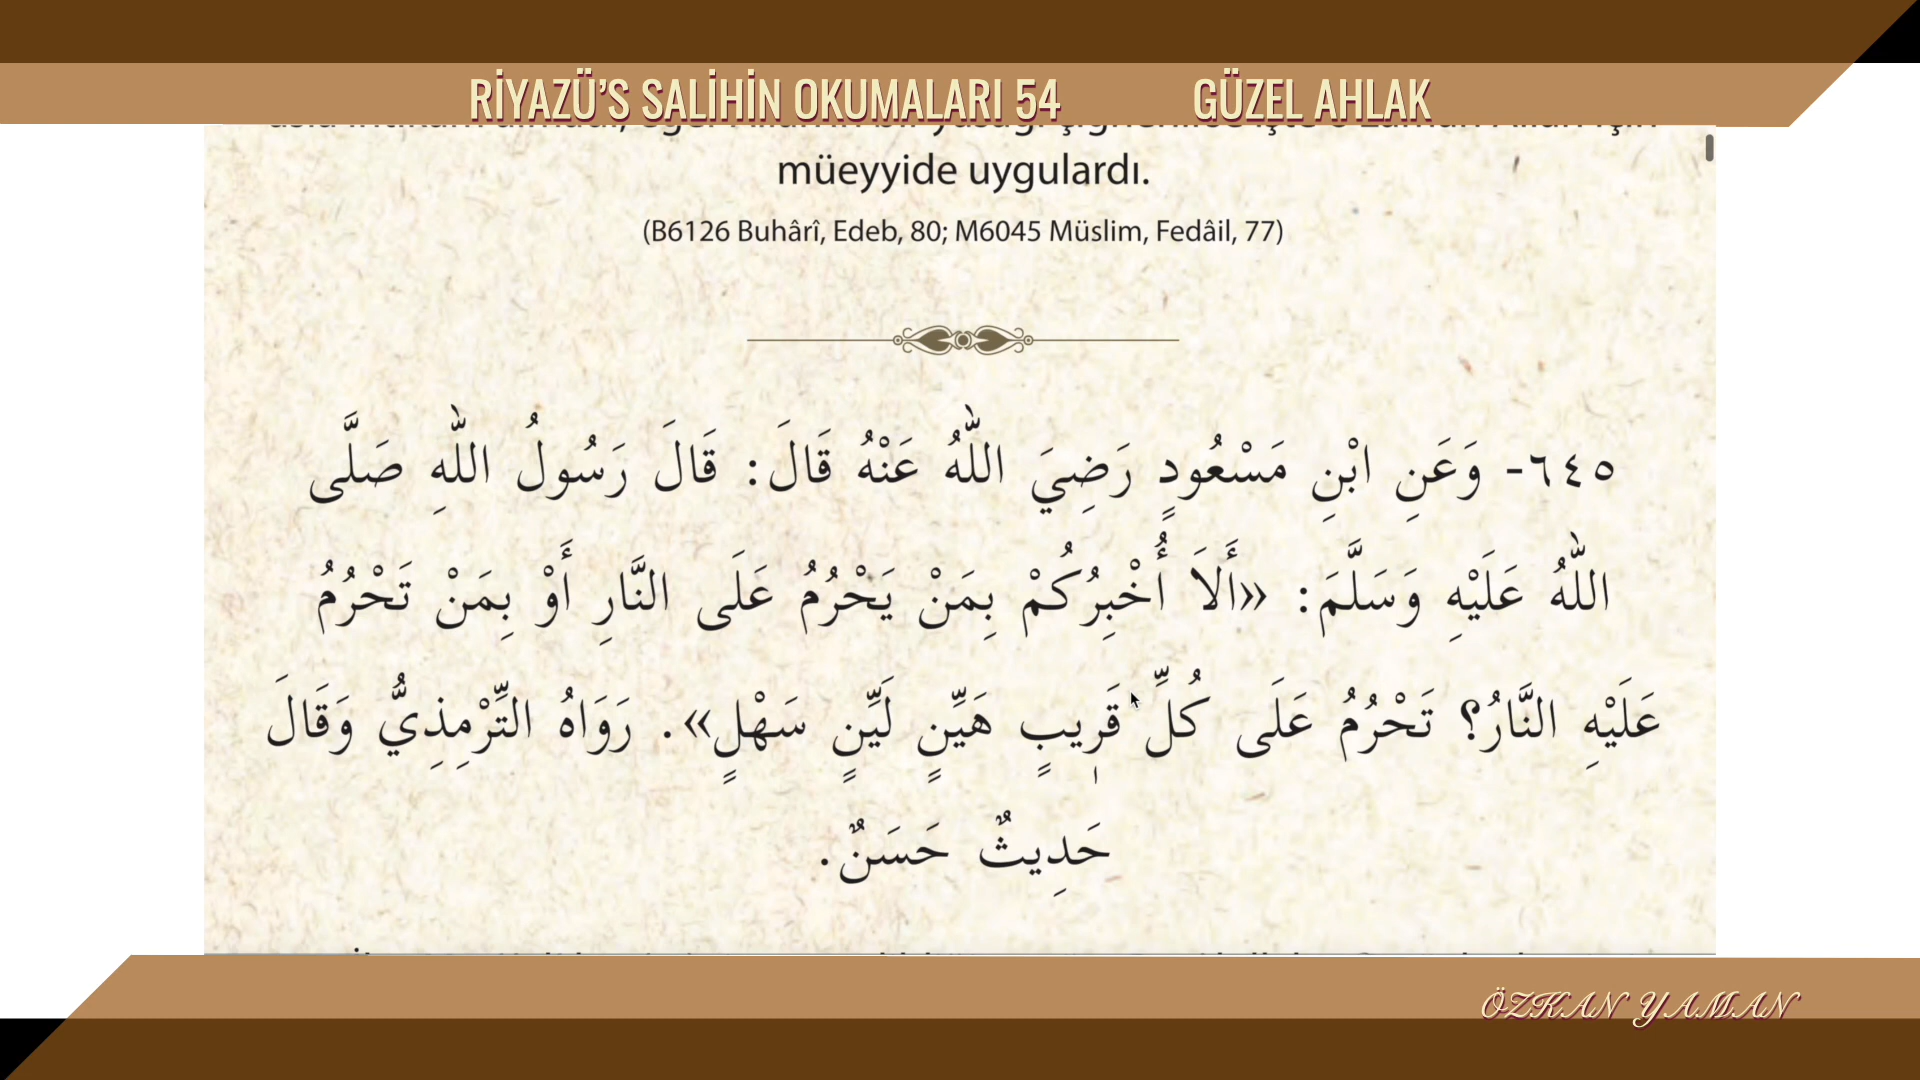 RİYAZÜ’S SALİHİN OKUMALARI 54 GÜZEL AHLAK
müeyyide uygulardı.
(B6126 Buhârî, Edeb, 80; M6045 Müslim, Fedâil, 77)
٦٤٥- وَعَنِ ابْنِ مَسْعُودٍ رَضِيَ اللّٰهُ عَنْهُ قَالَ: قَالَ رَسُولُ اللّٰهِ صَلَّى
اللّٰهُ عَلَيْهِ وَسَلَّمَ: «أَلَا أُخْبِرُكُمْ بِمَنْ يَحْرُمُ عَلَى النَّارِ أَوْ بِمَنْ تَحْرُمُ
عَلَيْهِ النَّارُ؟ تَحْرُمُ عَلَى كُلِّ قَرِيبٍ هَيِّنٍ لَيِّنٍ سَهْلٍ». رَوَاهُ التِّرْمِذِيُّ وَقَالَ
حَدِيثٌ حَسَنٌ.
ÖZKAN YAMAN